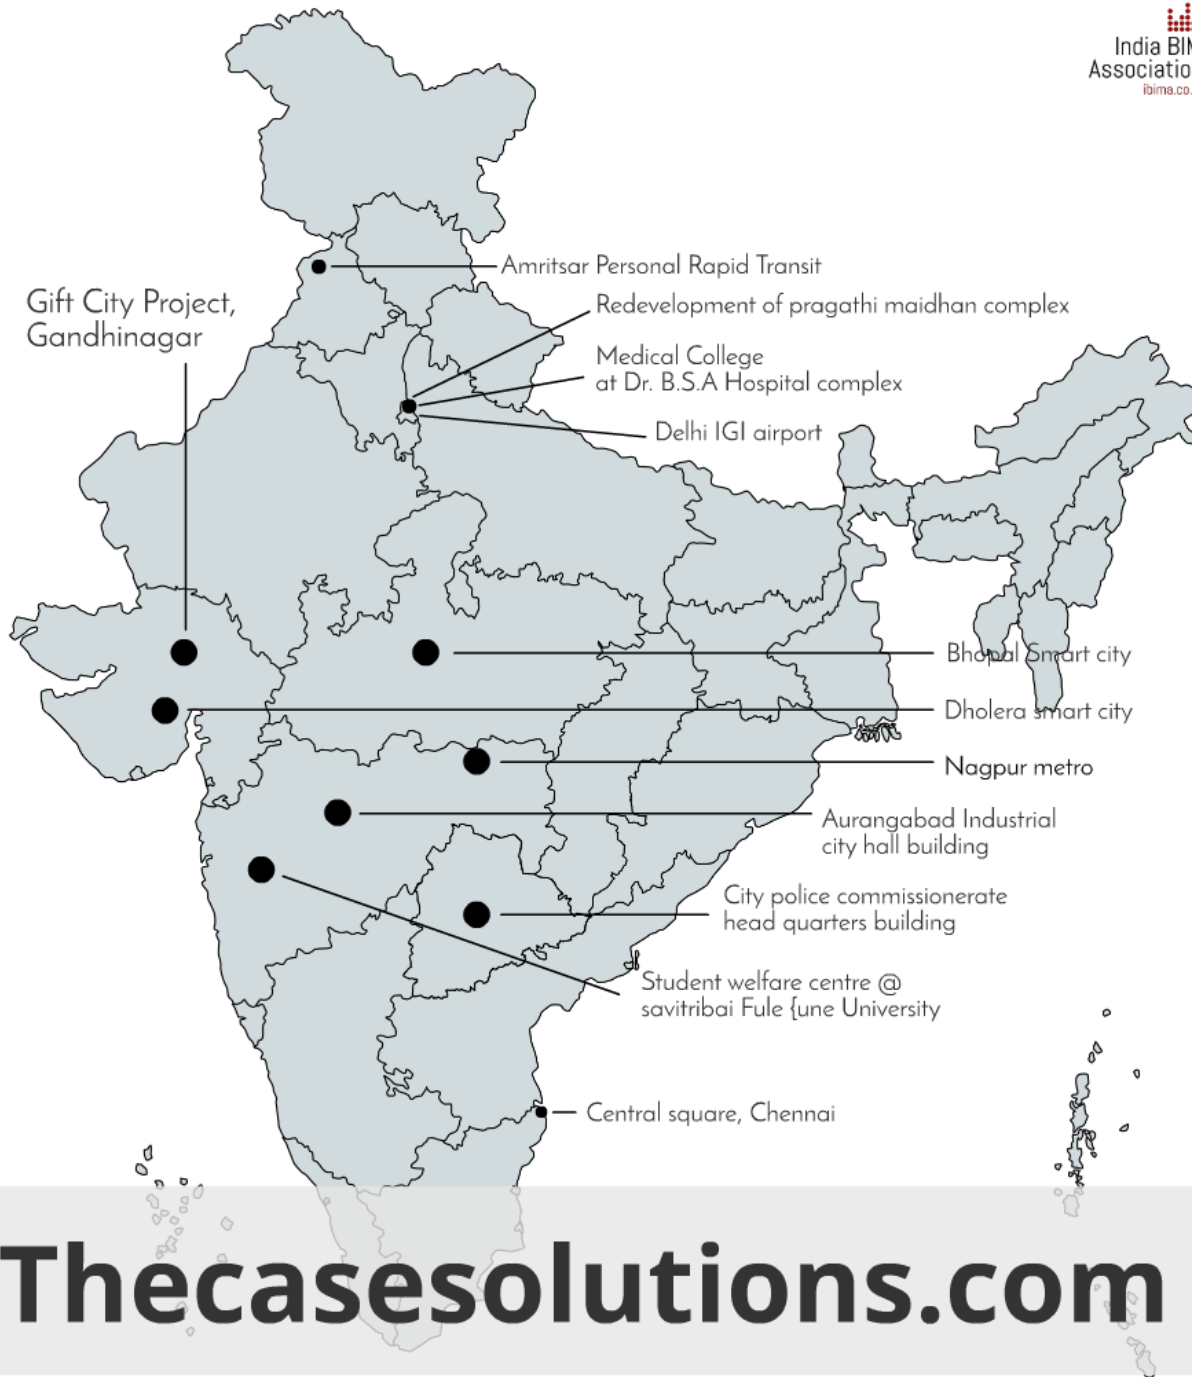 India BIM
Association
ibima.co.
Amritsar Personal Rapid Transit
Gift City Project,
Gandhinagar
Redevelopment of pragathi maidhan complex
Medical College
at Dr. B.S.A Hospital complex
Delhi IGI airport
Bhopal Smart city
Dholera smart city
Nagpur metro
Aurangabad Industrial
city hall building
City police commissionerate
head quarters building
Student welfare centre @
savitribai Fule {une University
Central square, Chennai
Thecasesolutions.com